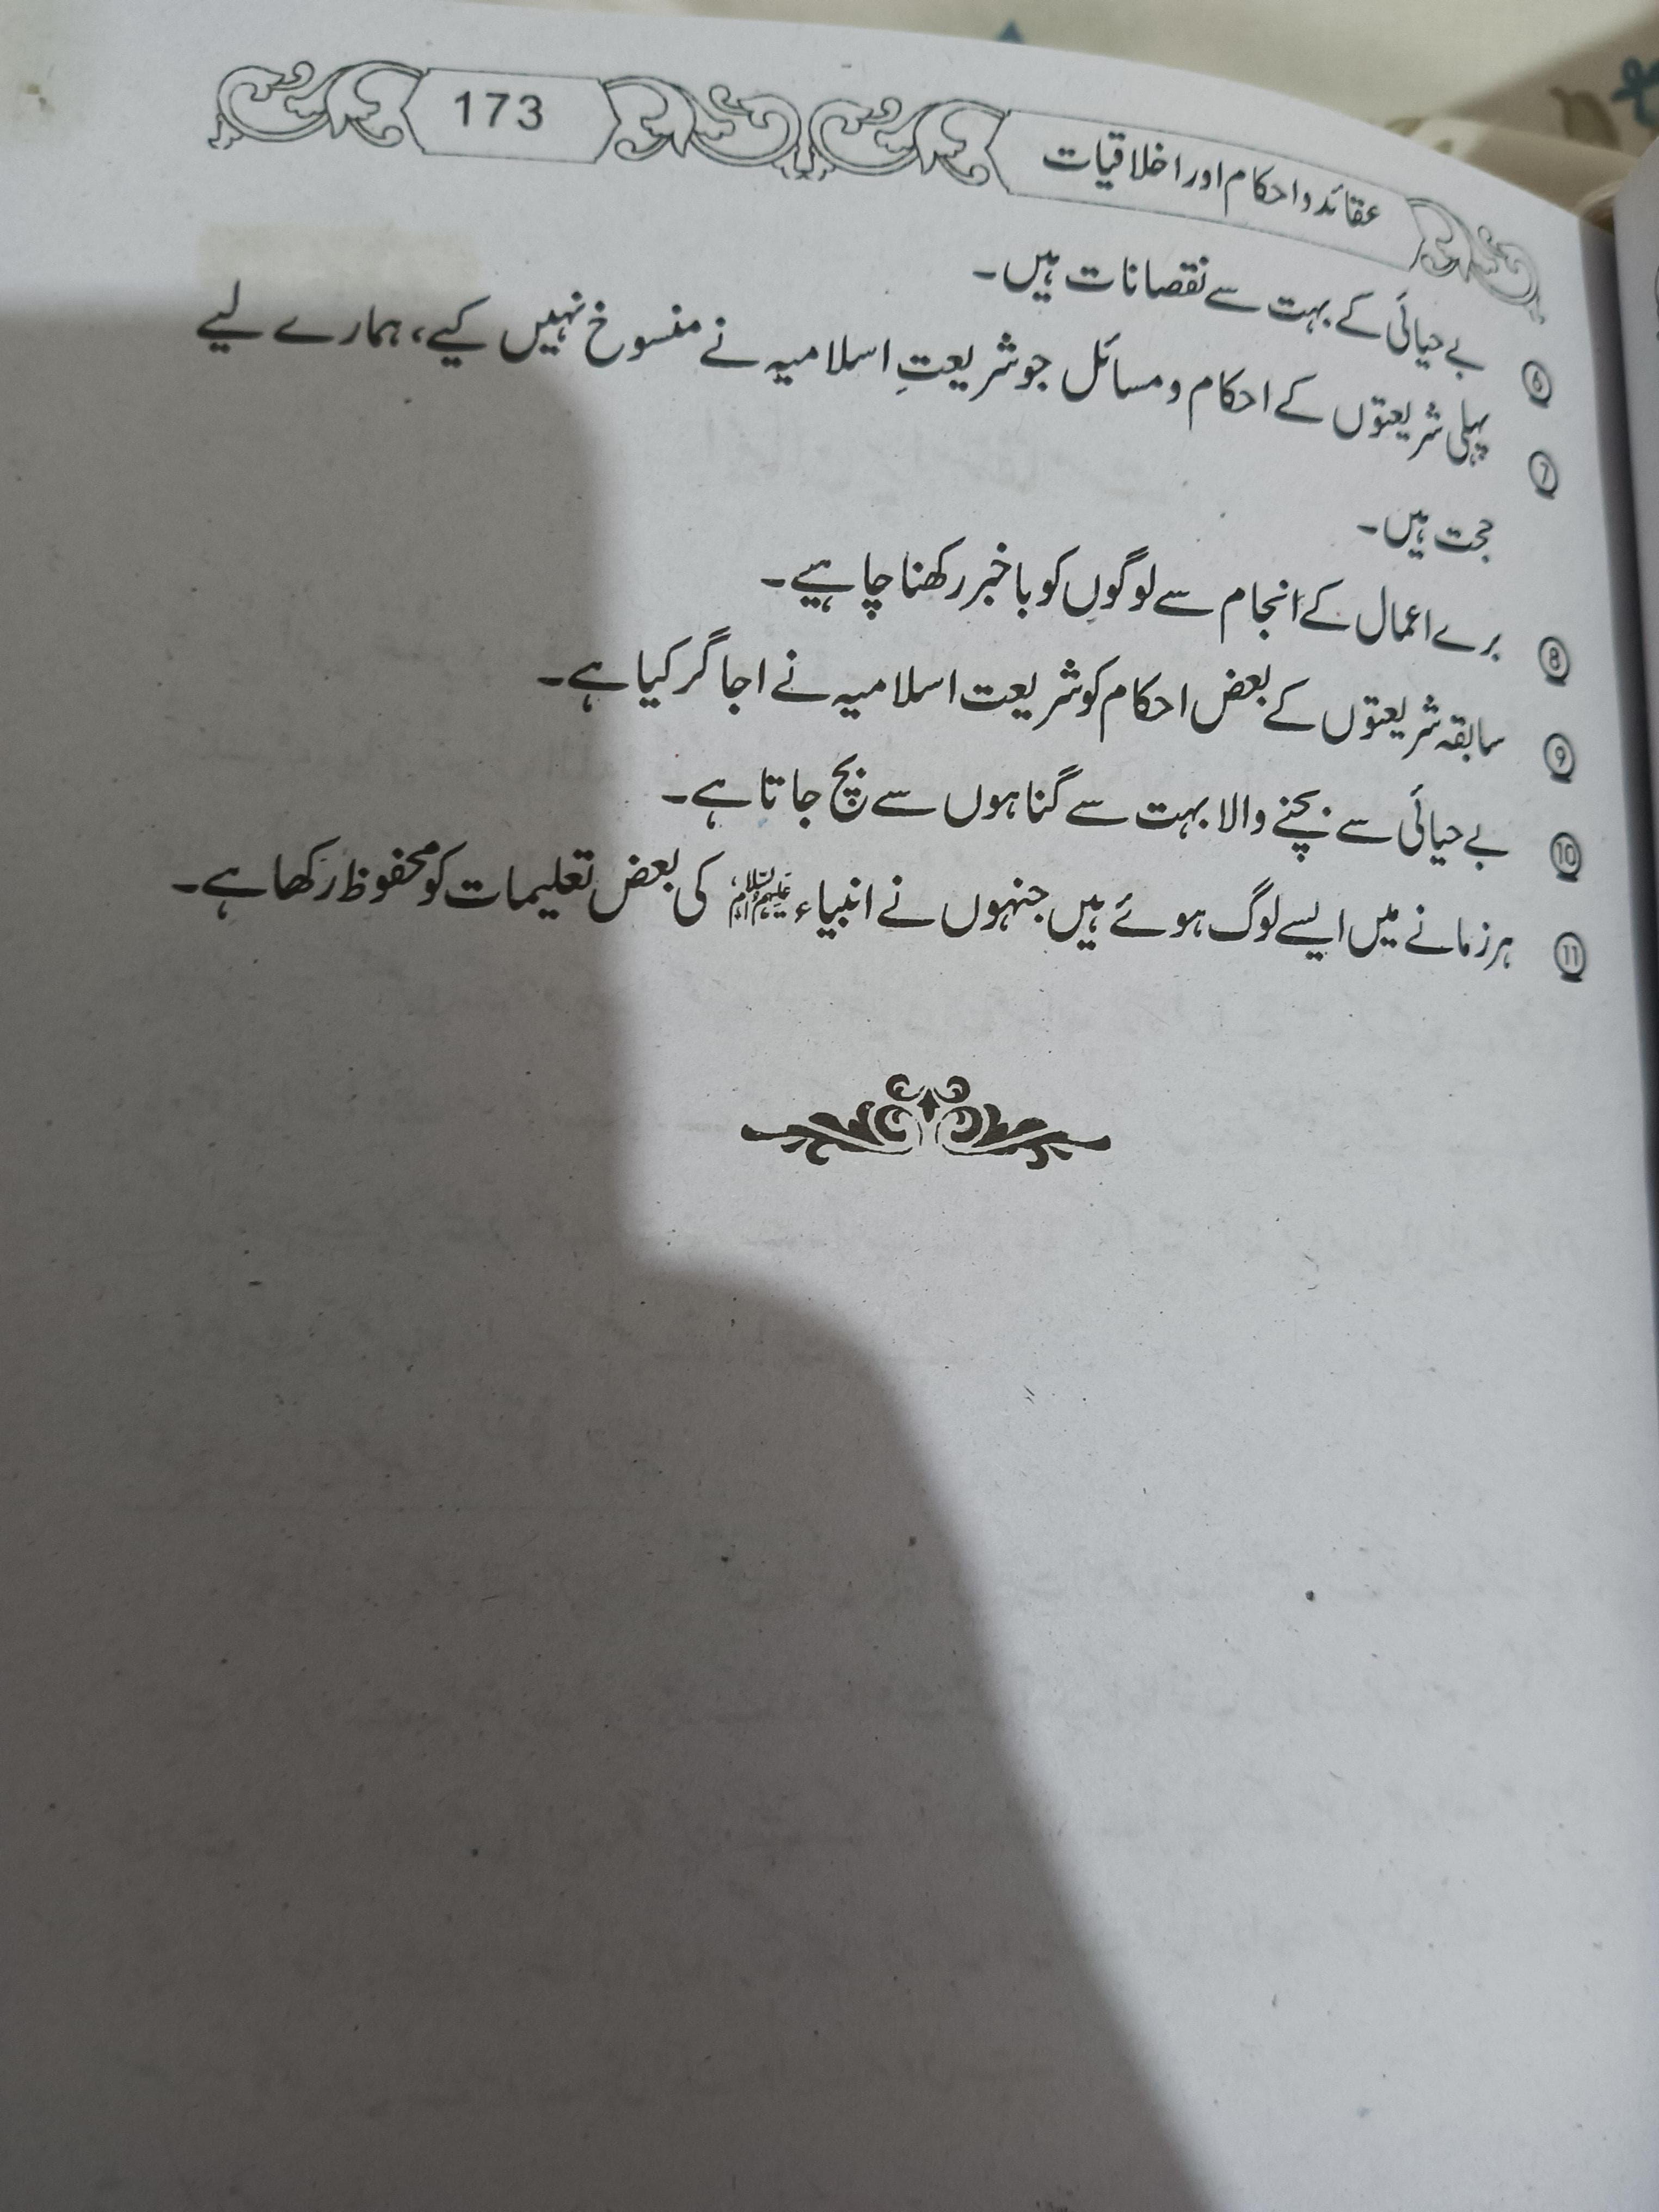 عقائد و احکام اور اخلاقیات
173
⑥ بے حیائی کے بہت سے نقصانات ہیں۔
⑦ پہلی شریعتوں کے احکام و مسائل جو شریعتِ اسلامیہ نے منسوخ نہیں کیے، ہمارے لیے
حجت ہیں۔
⑧ برے اعمال کے انجام سے لوگوں کو باخبر رکھنا چاہیے۔
⑨ سابقہ شریعتوں کے بعض احکام کو شریعت اسلامیہ نے اجاگر کیا ہے۔
⑩ بے حیائی سے بچنے والا بہت سے گناہوں سے بچ جاتا ہے۔
⑪ ہر زمانے میں ایسے لوگ ہوئے ہیں جنہوں نے انبیاء علیہم السلام کی بعض تعلیمات کو محفوظ رکھا ہے۔